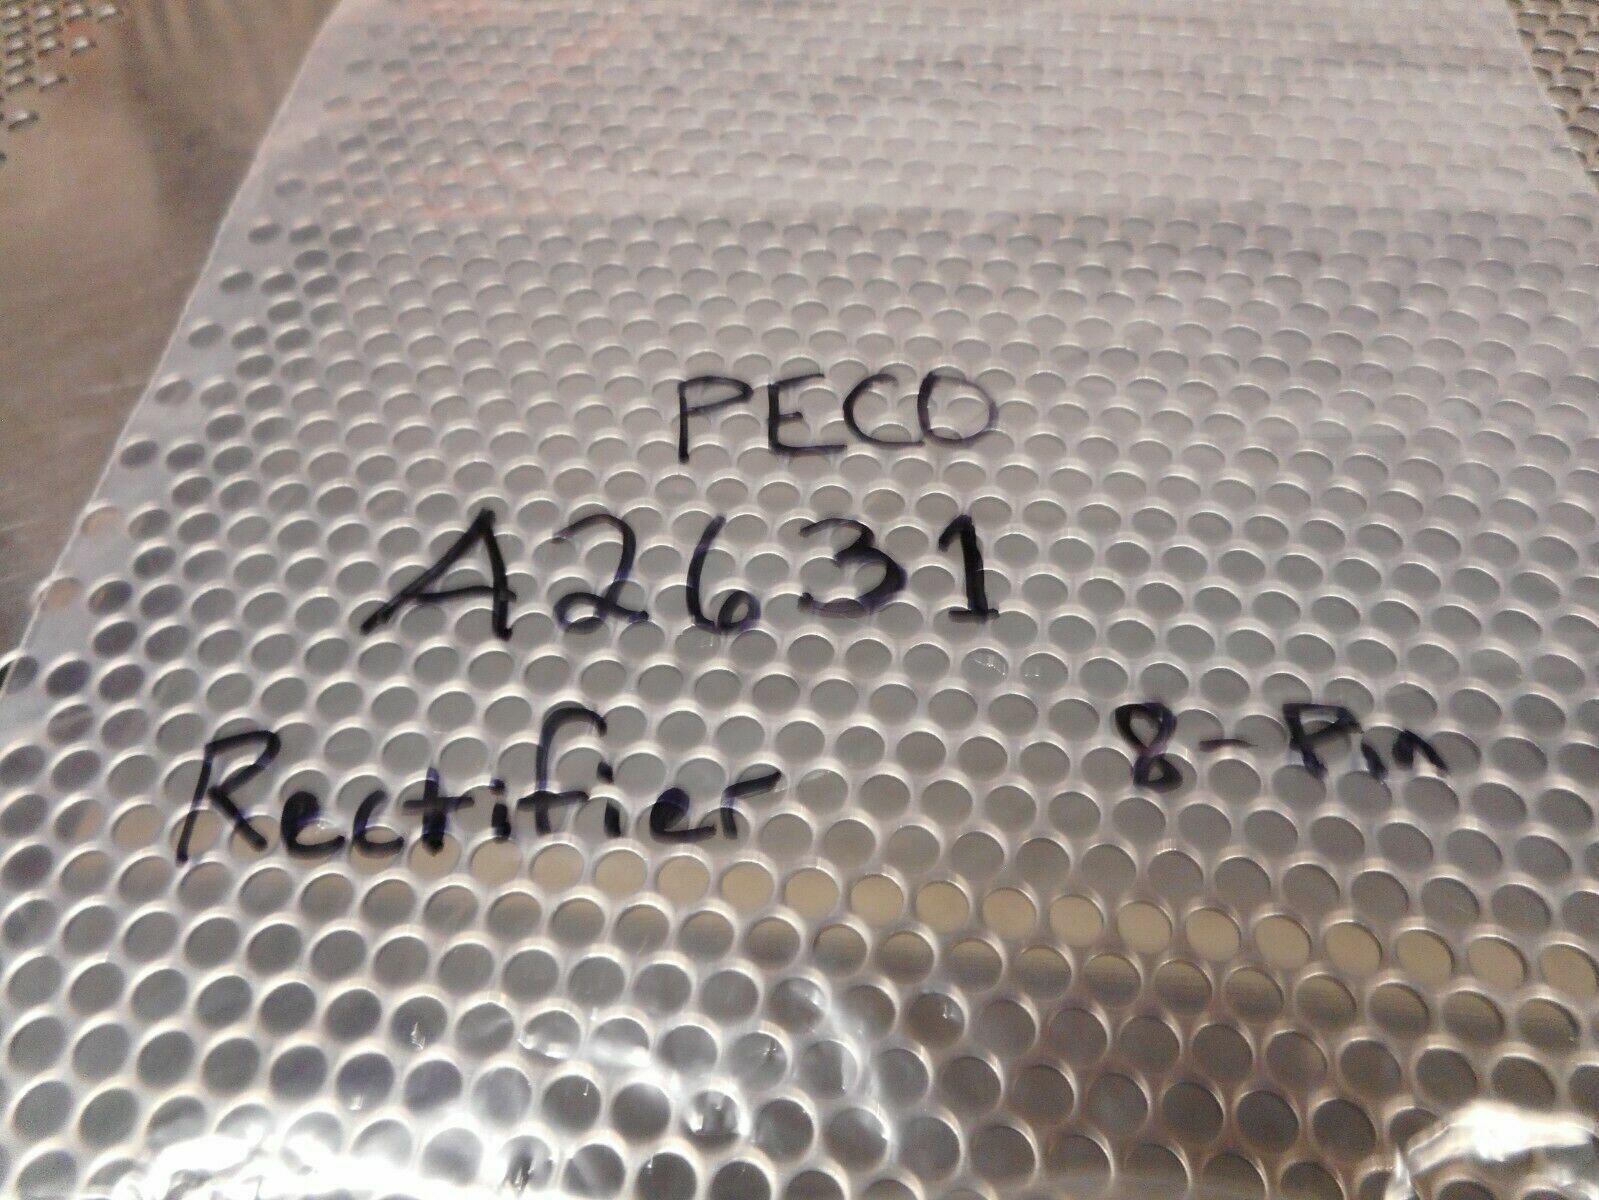 PECO
A2631
Rectifier
8-Pin